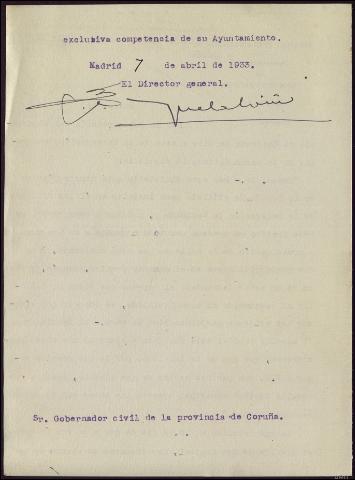 exclusiva competencia de su Ayuntamiento.
Madrid 7 de abril de 1933.
El Director general.
Sr. Gobernador civil de la provincia de Coruña.